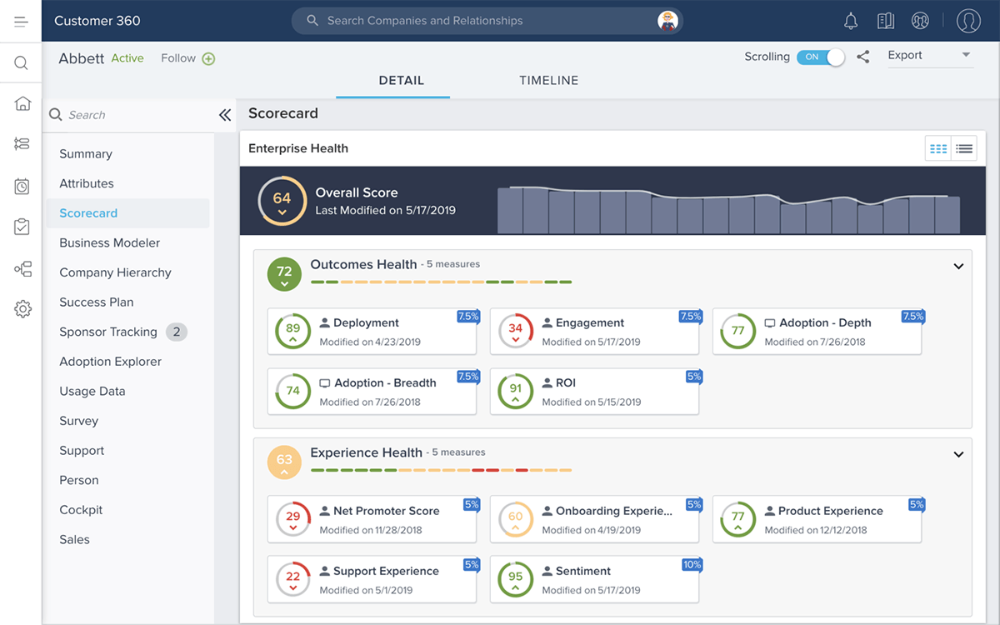 Customer 360
Search Companies and Relationships
Abbett Active Follow
Scrolling ON Export
DETAIL TIMELINE
Search
Summary
Attributes
Scorecard
Business Modeler
Company Hierarchy
Success Plan
Sponsor Tracking 2
Adoption Explorer
Usage Data
Survey
Support
Person
Cockpit
Sales
Scorecard
Enterprise Health
64
Overall Score
Last Modified on 5/17/2019
72
Outcomes Health - 5 measures
89
Deployment
7.5%
Modified on 4/23/2019
34
Engagement
7.5%
Modified on 5/17/2019
77
Adoption - Depth
7.5%
Modified on 7/26/2018
74
Adoption - Breadth
7.5%
Modified on 7/26/2018
91
ROI
5%
Modified on 5/15/2019
63
Experience Health - 5 measures
29
Net Promoter Score
5%
Modified on 11/28/2018
60
Onboarding Experie...
5%
Modified on 4/19/2019
77
Product Experience
5%
Modified on 12/12/2018
22
Support Experience
5%
Modified on 5/1/2019
95
Sentiment
10%
Modified on 5/17/2019